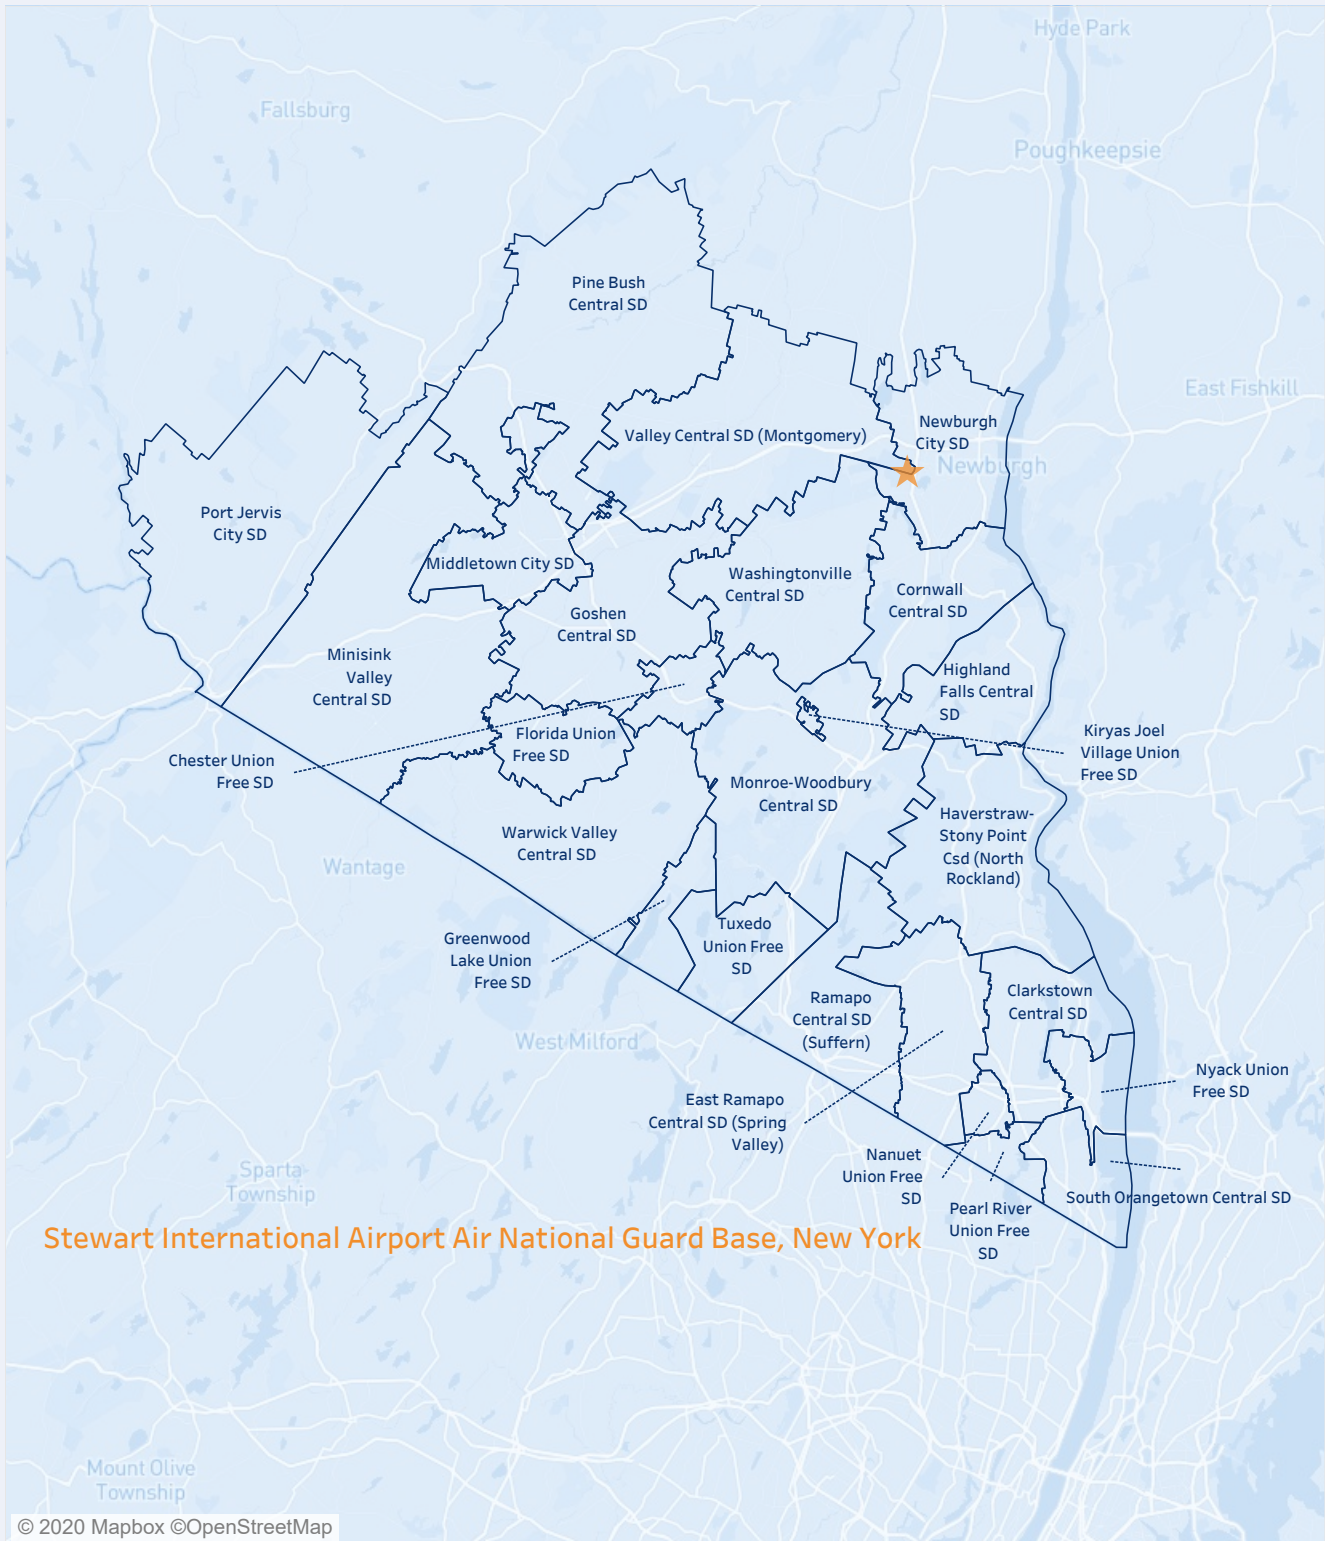 Hyde Park
Fallsburg
Poughkeepsie
Pine Bush
Central SD
East Fishkill
Newburgh
City SD
Valley Central SD (Montgomery)
Newburgh
Port Jervis
City SD
Middletown City SD
Washingtonville
Central SD
Cornwall
Central SD
Goshen
Central SD
Minisink
Valley
Central SD
Highland
Falls Central
SD
Kiryas Joel
Village Union
Free SD
Florida Union
Free SD
Chester Union
Free SD
Monroe-Woodbury
Central SD
Haverstraw-
Stony Point
Csd (North
Rockland)
Warwick Valley
Central SD
Wantage
Greenwood
Lake Union
Free SD
Tuxedo
Union Free
SD
Ramapo
Central SD
(Suffern)
Clarkstown
Central SD
West Milford
Nyack Union
Free SD
East Ramapo
Central SD (Spring
Valley)
Nanuet
Union Free
SD
Pearl River
Union Free
SD
South Orangetown Central SD
Sparta
Township
Stewart International Airport Air National Guard Base, New York
Mount Olive
Township
© 2020 Mapbox ©OpenStreetMap